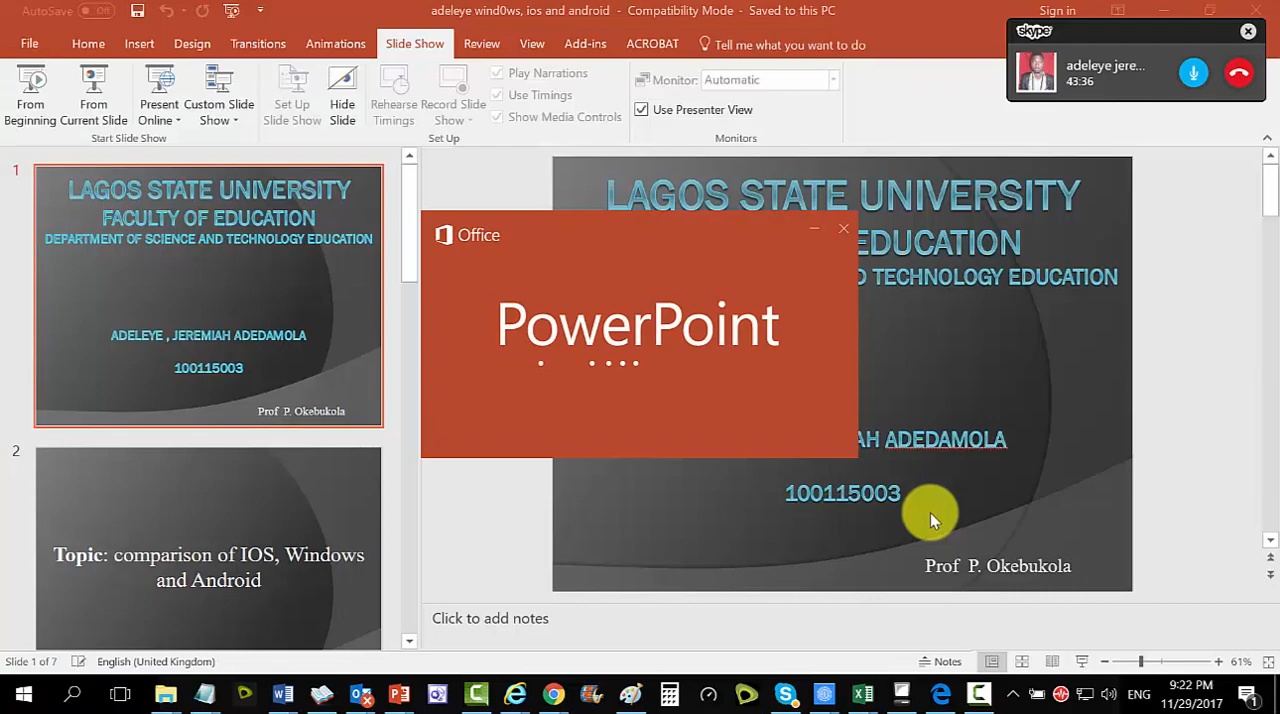 AutoSave Off
adeleye wind0ws, ios and android - Compatibility Mode - Saved to this PC
Sign in
File Home Insert Design Transitions Animations Slide Show Review View Add-ins ACROBAT Tell me what you want to do
skype
adeleye jere...
43:36
From Beginning
From Current Slide
Present Online
Custom Slide Show
Set Up Slide Show
Hide Slide
Rehearse Timings
Record Slide Show
Play Narrations
Use Timings
Show Media Controls
Monitor: Automatic
Use Presenter View
Start Slide Show
Set Up
Monitors
1
LAGOS STATE UNIVERSITY
FACULTY OF EDUCATION
DEPARTMENT OF SCIENCE AND TECHNOLOGY EDUCATION
ADELEYE , JEREMIAH ADEDAMOLA
100115003
Prof P. Okebukola
2
Topic: comparison of IOS, Windows
and Android
LAGOS STATE UNIVERSITY
EDUCATION
D TECHNOLOGY EDUCATION
Office
PowerPoint
AH ADEDAMOLA
100115003
Prof P. Okebukola
Click to add notes
Slide 1 of 7
English (United Kingdom)
Notes
61%
ENG
9:22 PM
11/29/2017
1